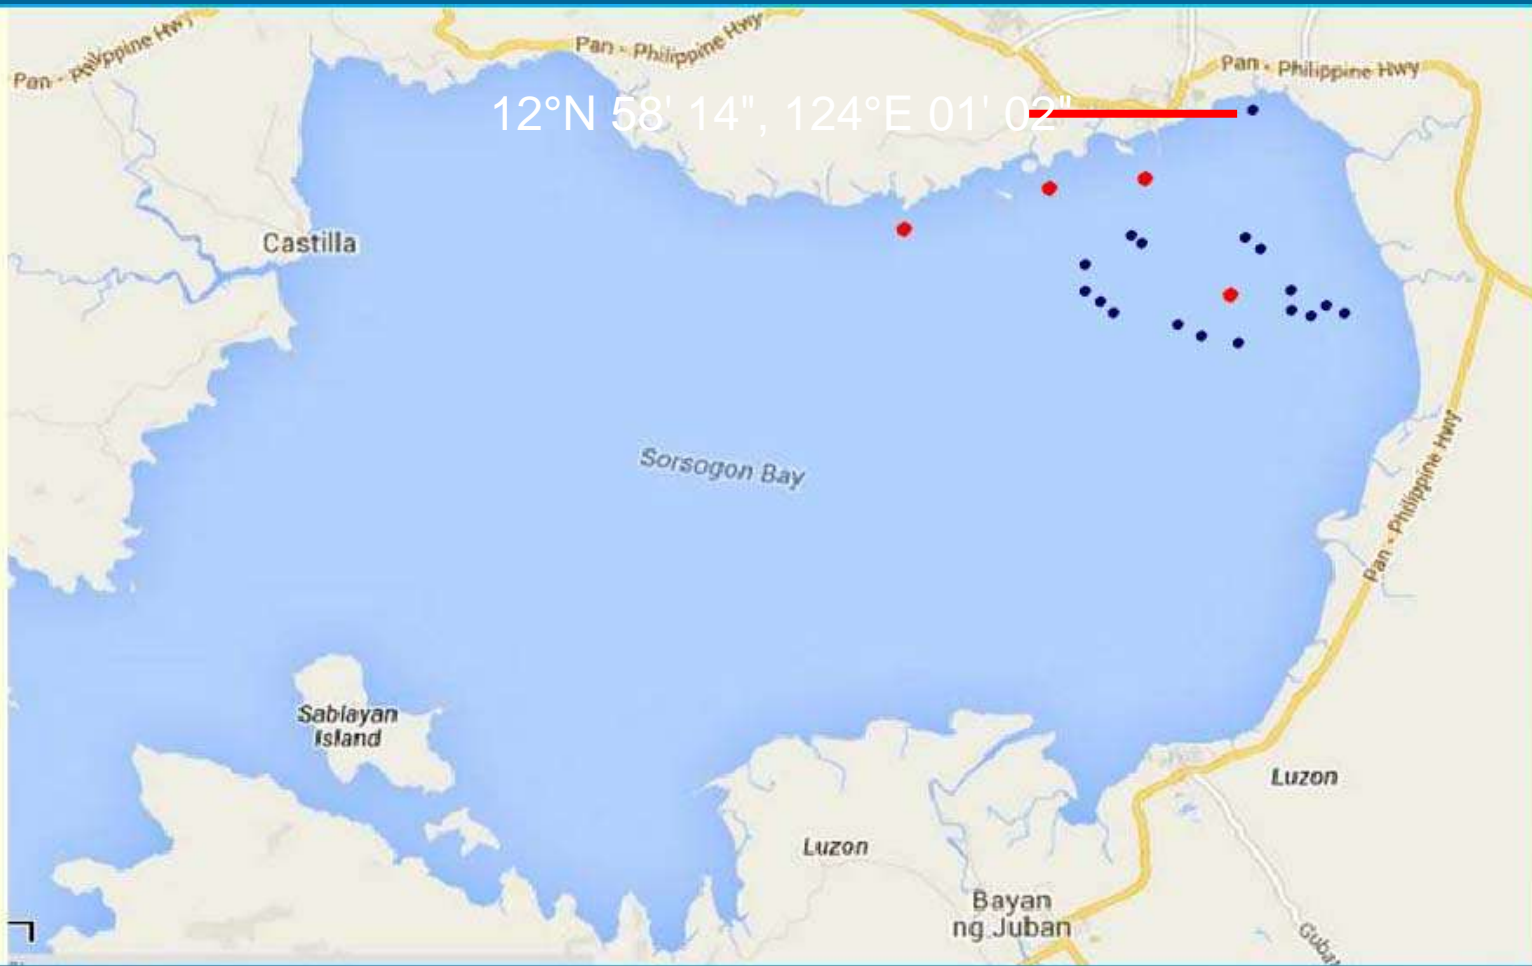 Pan - Philippine Hwy
Pan - Philippine Hwy
Pan - Philippine Hwy
12°N 58' 14", 124°E 01' 02"
Castilla
Sorsogon Bay
Pan - Philippine Hwy
Sablayan
Island
Luzon
Luzon
Bayan
ng Juban